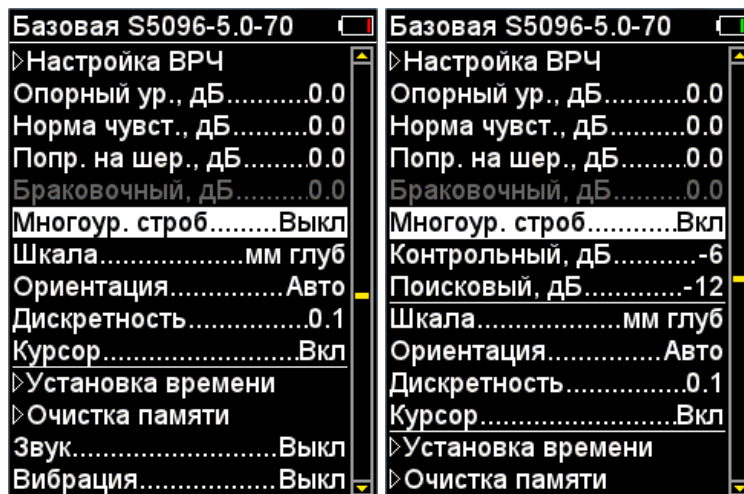 Базовая S5096-5.0-70
Настройка ВРЧ
Опорный ур., дБ...........0.0
Норма чувст., дБ.........0.0
Попр. на шер., дБ........0.0
Браковочный, дБ.........0.0
Многоур. строб.........Выкл
Шкала...................мм глуб
Ориентация...............Авто
Дискретность................0.1
Курсор..........................Вкл
Установка времени
Очистка памяти
Звук...........................Выкл
Вибрация..................Выкл
Базовая S5096-5.0-70
Настройка ВРЧ
Опорный ур., дБ...........0.0
Норма чувст., дБ.........0.0
Попр. на шер., дБ........0.0
Браковочный, дБ.........0.0
Многоур. строб............Вкл
Контрольный, дБ...........-6
Поисковый, дБ.............-12
Шкала...................мм глуб
Ориентация...............Авто
Дискретность................0.1
Курсор..........................Вкл
Установка времени
Очистка памяти